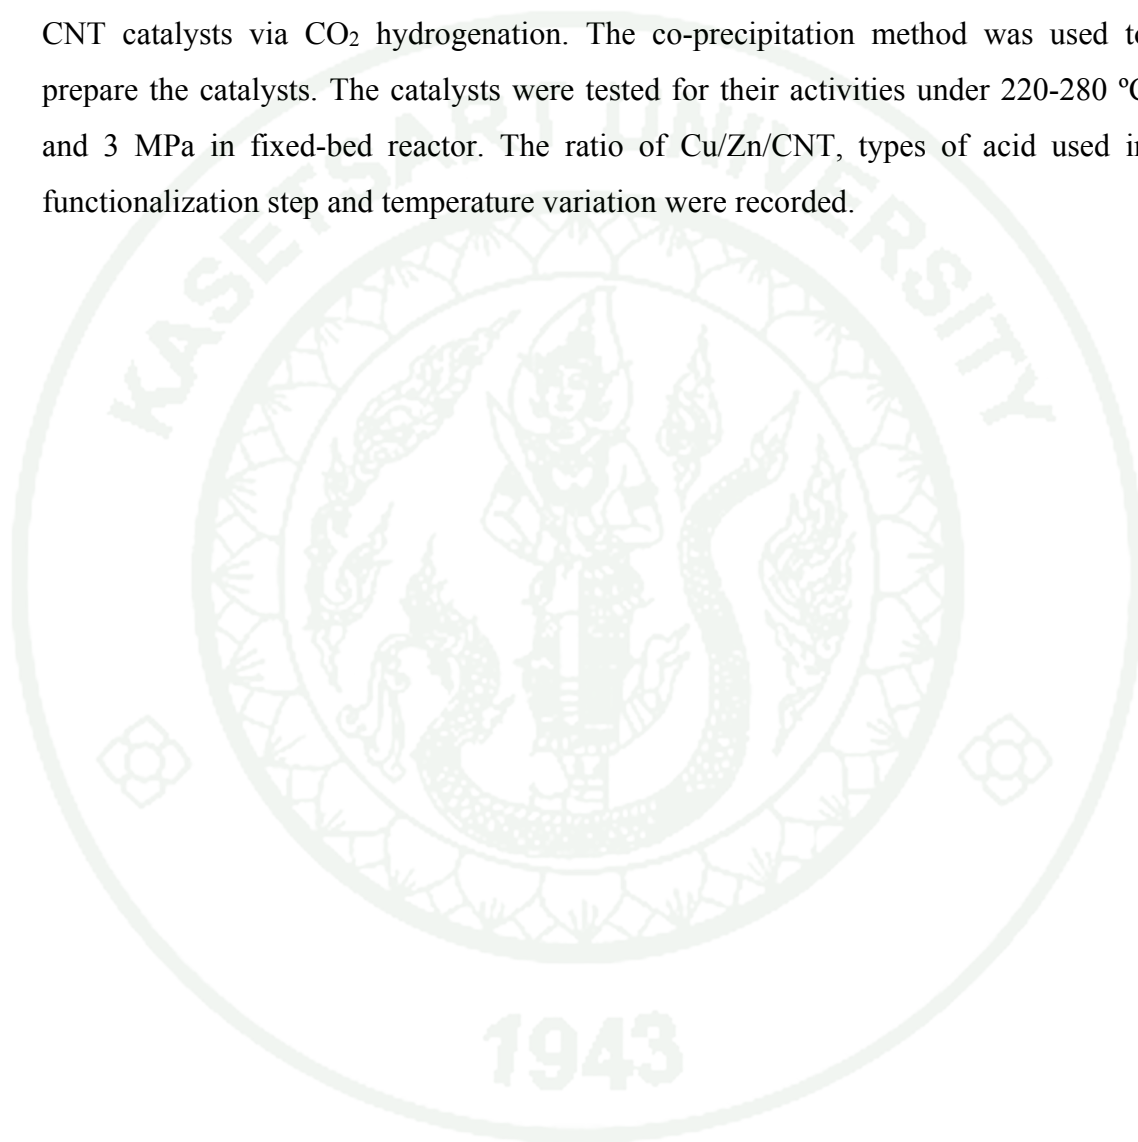 CNT catalysts via CO₂ hydrogenation. The co-precipitation method was used to
prepare the catalysts. The catalysts were tested for their activities under 220-280 ºC
and 3 MPa in fixed-bed reactor. The ratio of Cu/Zn/CNT, types of acid used in
functionalization step and temperature variation were recorded.
KASETSART UNIVERSITY
1943